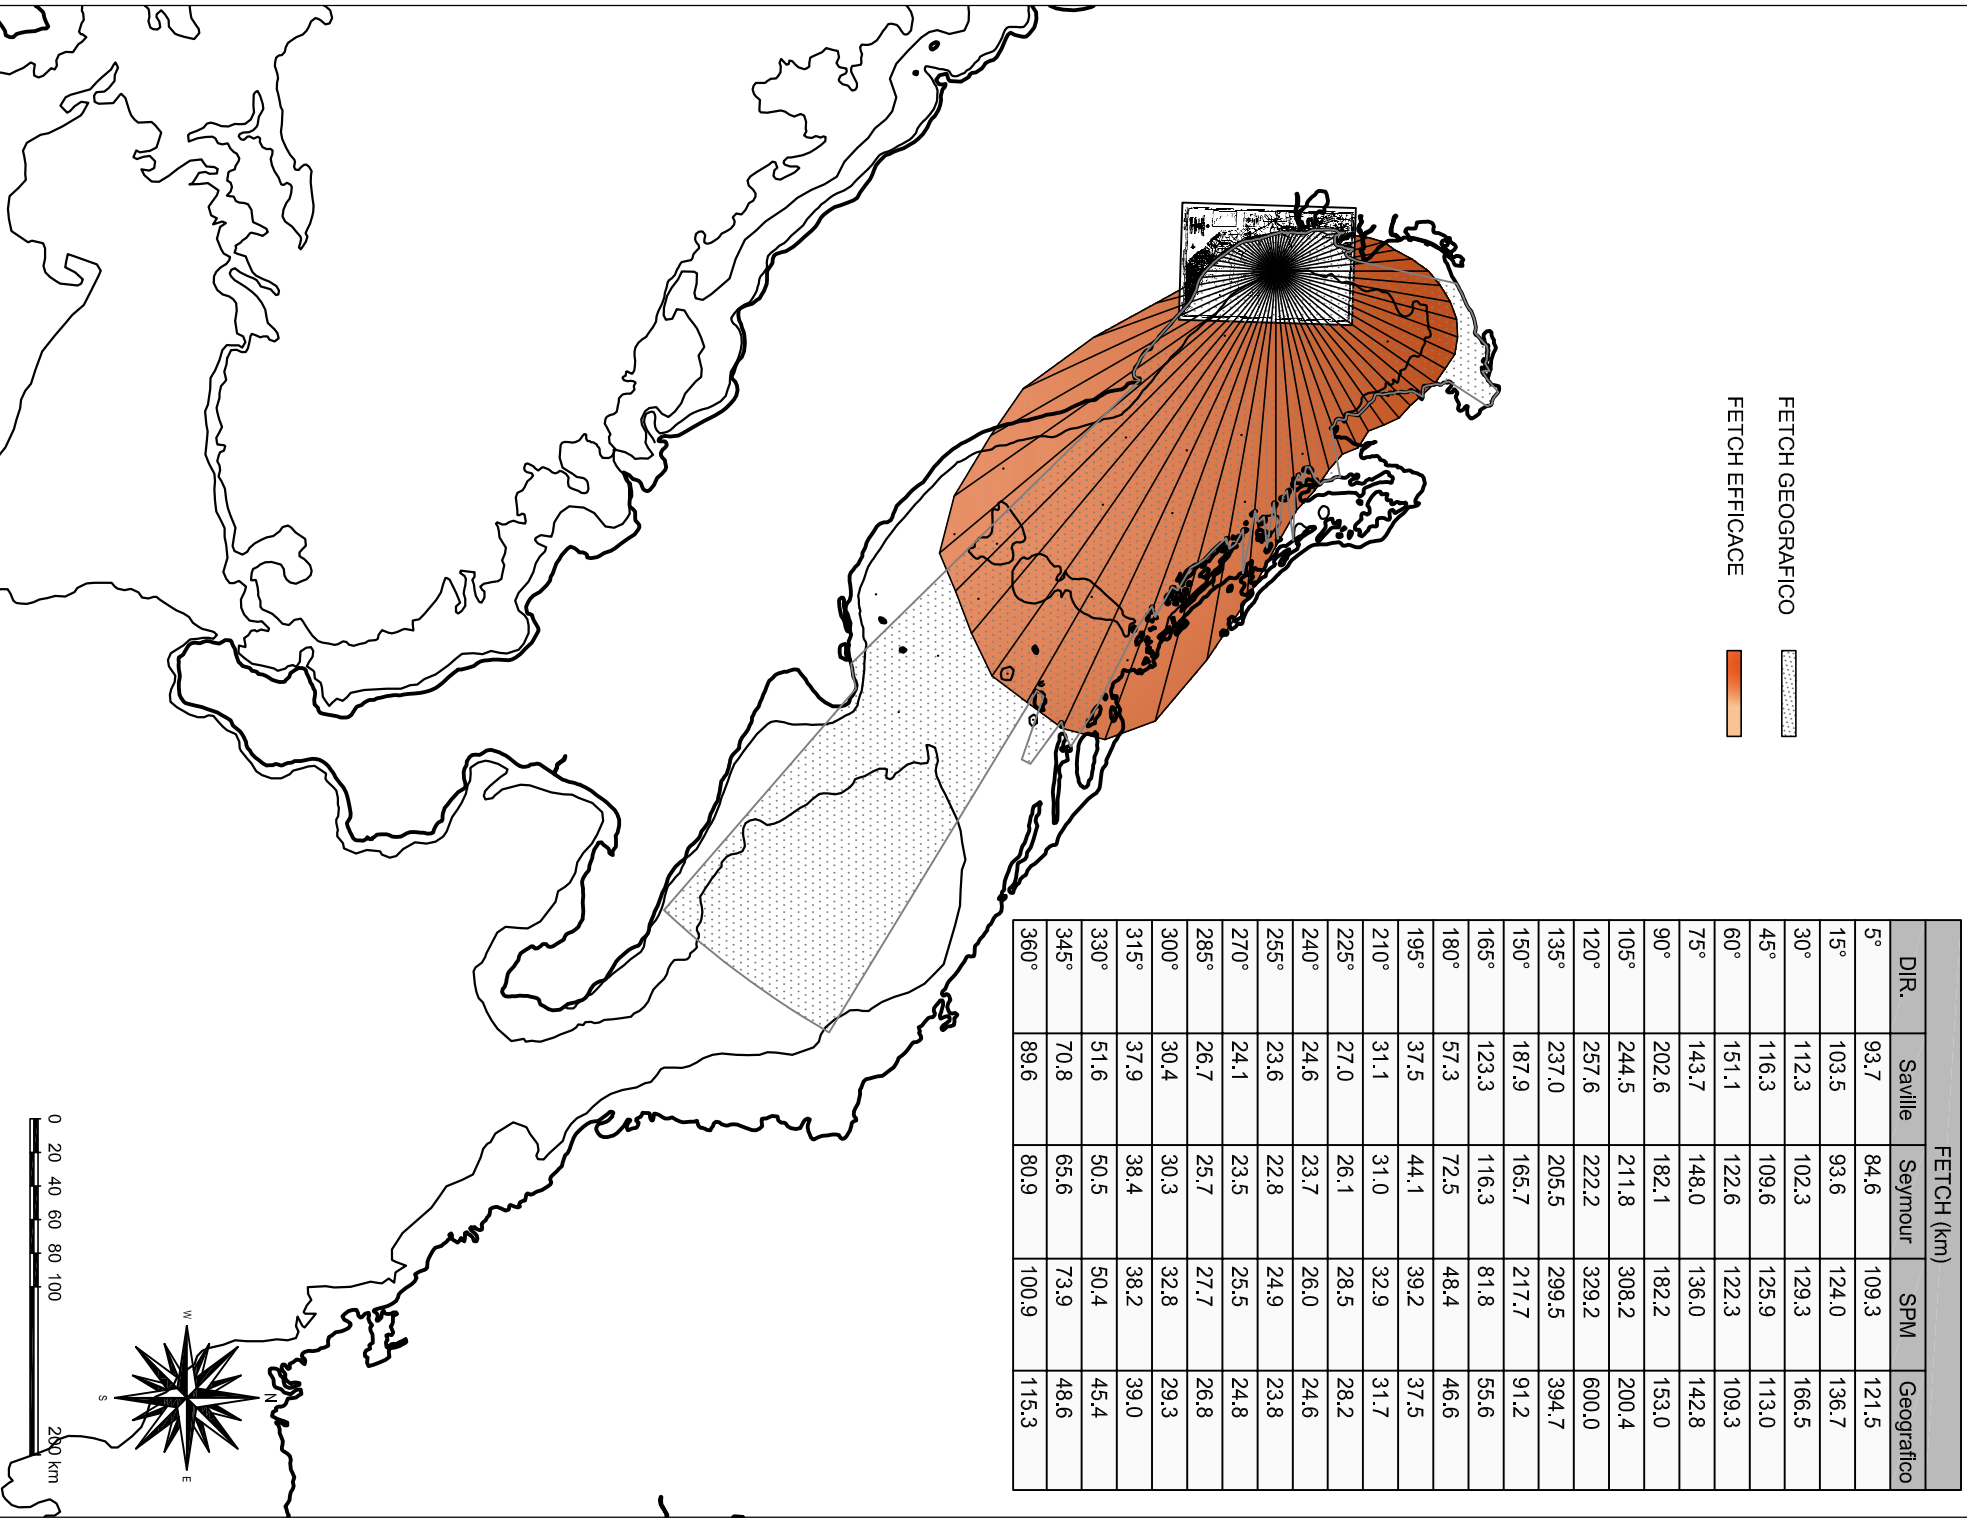 FETCH GEOGRAFICO
FETCH EFFICACE
FETCH (km)
DIR. Saville Seymour SPM Geografico
5° 93.7 84.6 109.3 121.5
15° 103.5 93.6 124.0 136.7
30° 112.3 102.3 129.3 166.5
45° 116.3 109.6 125.9 113.0
60° 151.1 122.6 122.3 109.3
75° 143.7 148.0 136.0 142.8
90° 202.6 182.1 182.2 153.0
105° 244.5 211.8 308.2 200.4
120° 257.6 222.2 329.2 600.0
135° 237.0 205.5 299.5 394.7
150° 187.9 165.7 217.7 91.2
165° 123.3 116.3 81.8 55.6
180° 57.3 72.5 48.4 46.6
195° 37.5 44.1 39.2 37.5
210° 31.1 31.0 32.9 31.7
225° 27.0 26.1 28.5 28.2
240° 24.6 23.7 26.0 24.6
255° 23.6 22.8 24.9 23.8
270° 24.1 23.5 25.5 24.8
285° 26.7 25.7 27.7 26.8
300° 30.4 30.3 32.8 29.3
315° 37.9 38.4 38.2 39.0
330° 51.6 50.5 50.4 45.4
345° 70.8 65.6 73.9 48.6
360° 89.6 80.9 100.9 115.3
0 20 40 60 80 100 200 km
N
W
E
S